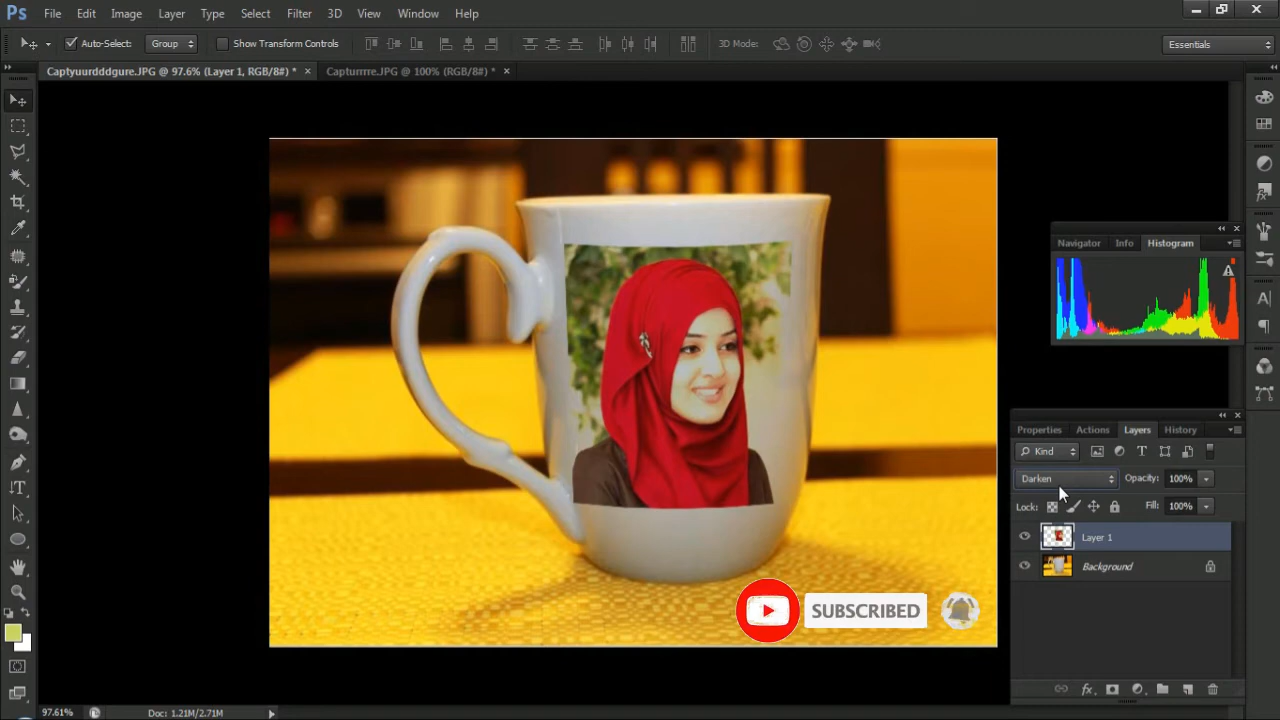 Ps File Edit Image Layer Type Select Filter 3D View Window Help
Auto-Select: Group Show Transform Controls 3D Mode: Essentials
Captyuurdddgure.JPG @ 97.6% (Layer 1, RGB/8#) * × Capturrrre.JPG @ 100% (RGB/8#) * ×
Navigator Info Histogram
Properties Actions Layers History
Kind
Darken Opacity: 100%
Lock: Fill: 100%
Layer 1
Background
SUBSCRIBED
97.61% Doc: 1.21M/2.71M